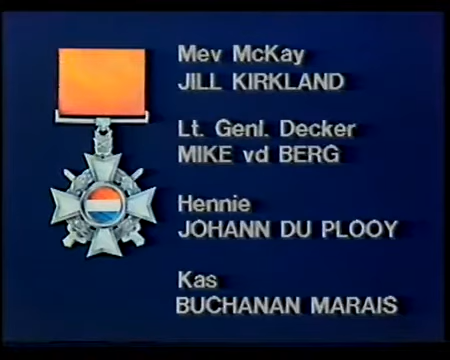 Mev McKay
JILL KIRKLAND
Lt. Genl. Decker
MIKE vd BERG
Hennie
JOHANN DU PLOOY
Kas
BUCHANAN MARAIS